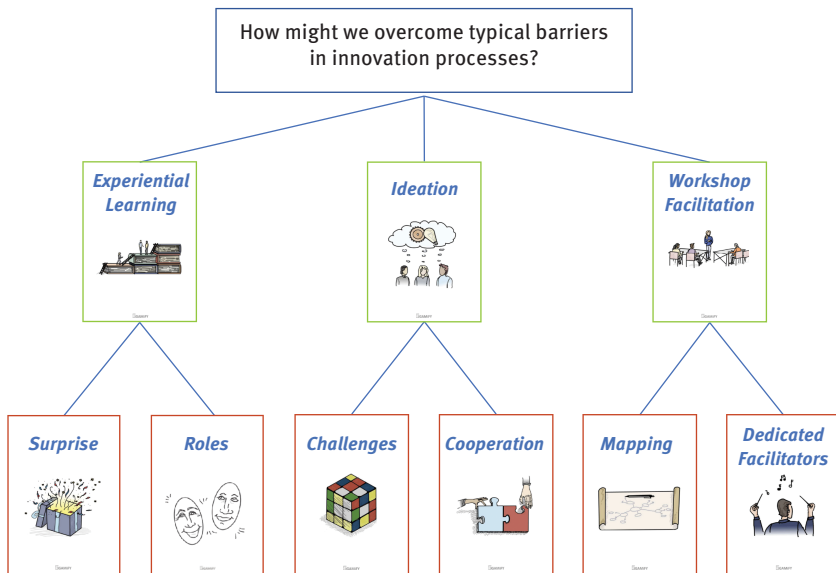 How might we overcome typical barriers
in innovation processes?
Experiential
Learning
Ideation
Workshop
Facilitation
Surprise
Roles
Challenges
Cooperation
Mapping
Dedicated
Facilitators